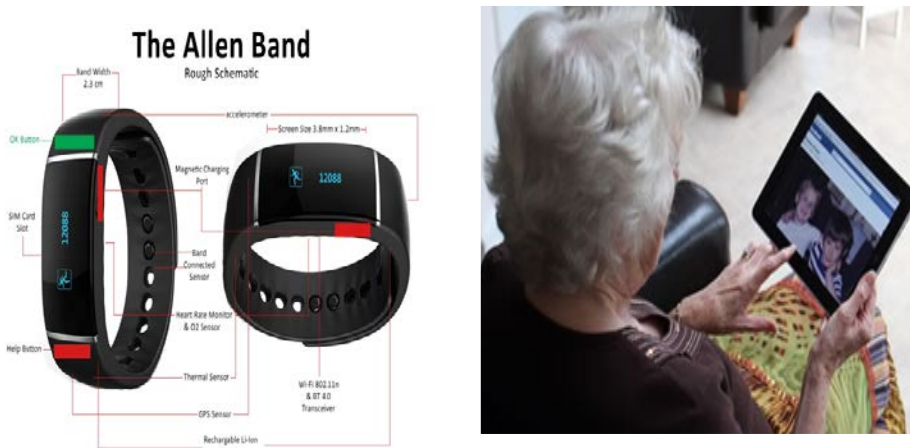 The Allen Band
Rough Schematic
Band Width
2.3 cm
accelerometer
OK Button
Screen Size 3.8mm x 1.2mm
Magnetic Charging
Port
12088
12088
SIM Card
Slot
Band
Connected
Sensor
Heart Rate Monitor
& O2 Sensor
Help Button
Thermal Sensor
Wi-Fi 802.11n
& BT 4.0
Transceiver
GPS Sensor
Rechargable Li-Ion